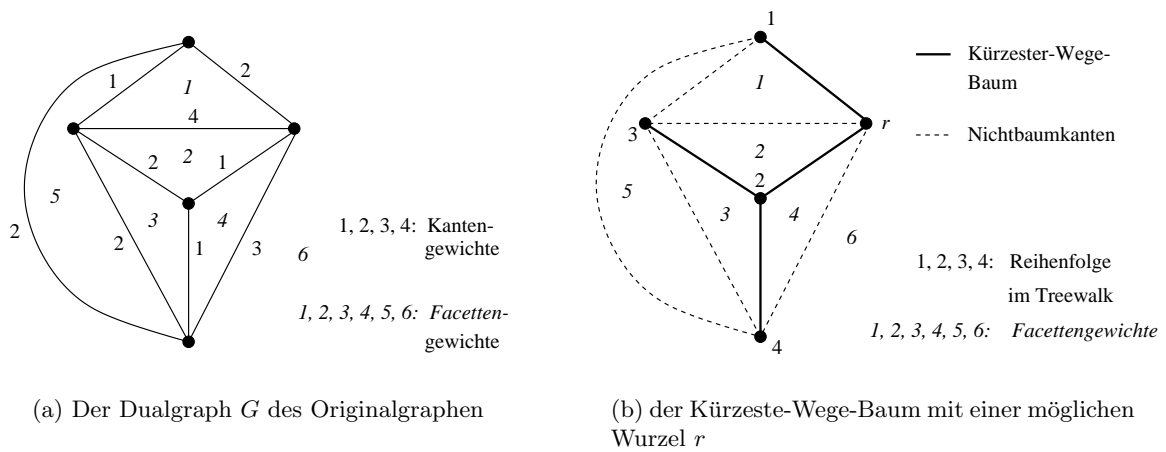 1
2
1
4
2
2
1
5
3
4
2
2
1
3
6
1, 2, 3, 4: Kanten-
gewichte
1, 2, 3, 4, 5, 6: Facetten-
gewichte
(a) Der Dualgraph G des Originalgraphen
1
1
3
r
2
2
5
3
4
6
4
Kürzester-Wege-
Baum
Nichtbaumkanten
1, 2, 3, 4: Reihenfolge
im Treewalk
1, 2, 3, 4, 5, 6: Facettengewichte
(b) der Kürzeste-Wege-Baum mit einer möglichen
Wurzel r